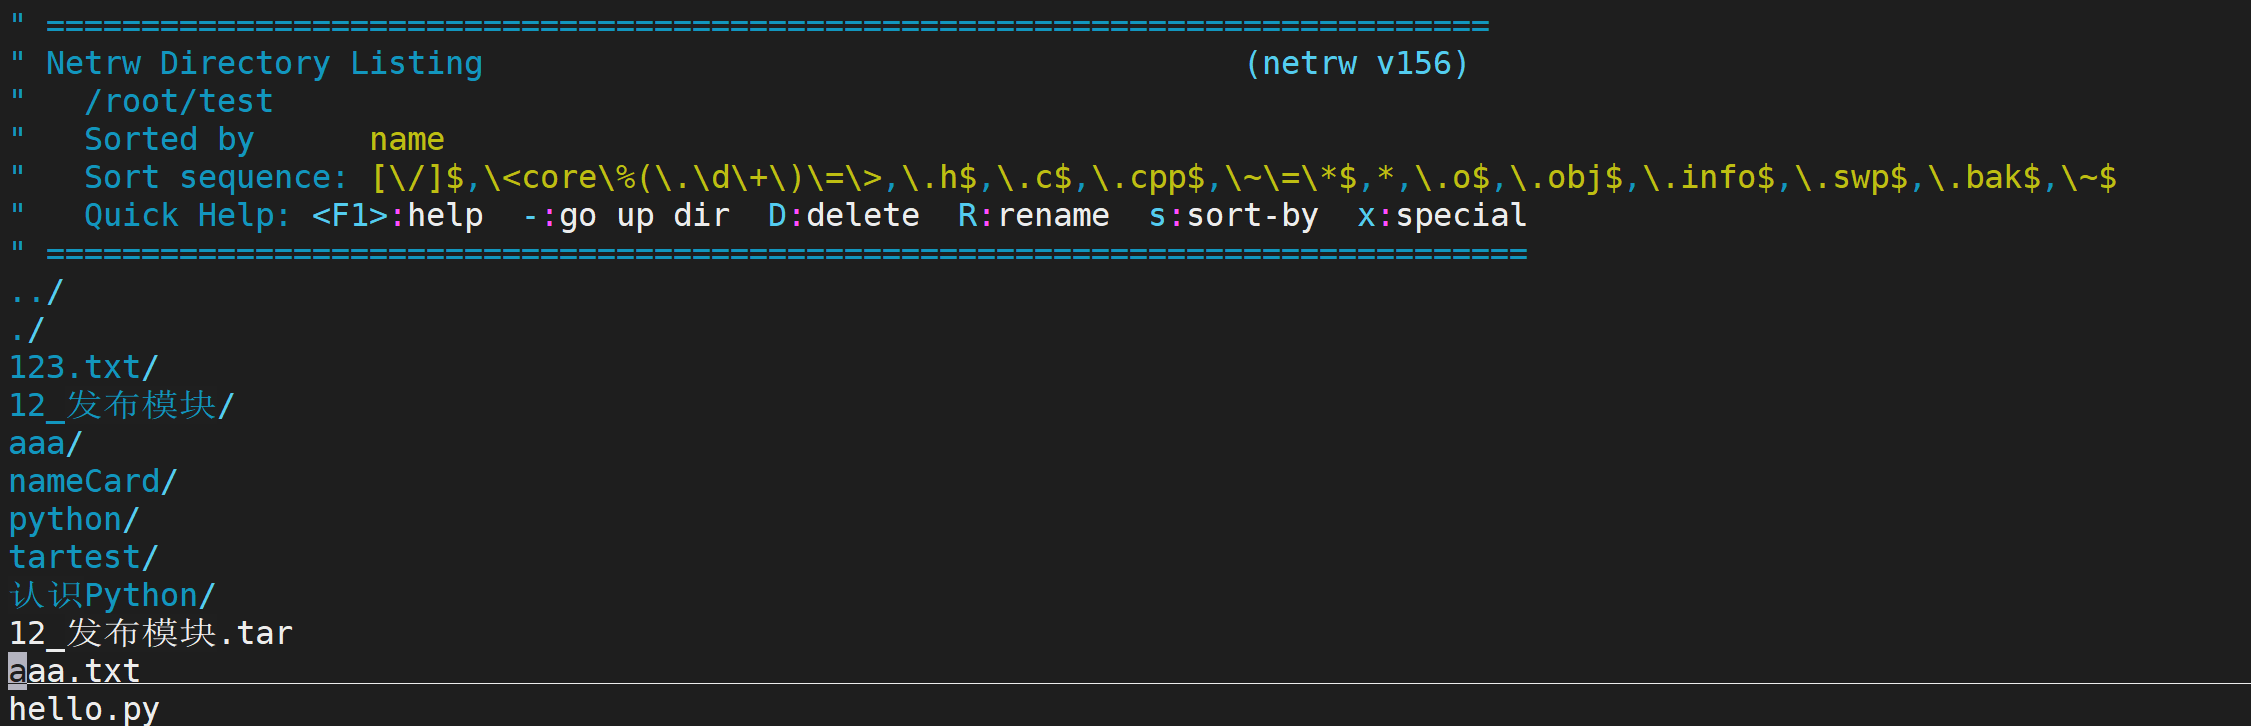 " ============================================================================
" Netrw Directory Listing                                        (netrw v156)
"   /root/test
"   Sorted by      name
"   Sort sequence: [\/]$,\<core\%(\.\d\+\)\=\>,\.h$,\.c$,\.cpp$,\~\=\*$,*,\.o$,\.obj$,\.info$,\.swp$,\.bak$,\~$
"   Quick Help: <F1>:help  -:go up dir  D:delete  R:rename  s:sort-by  x:special
" ==============================================================================
../
./
123.txt/
12_发布模块/
aaa/
nameCard/
python/
tartest/
认识Python/
12_发布模块.tar
aaa.txt
hello.py